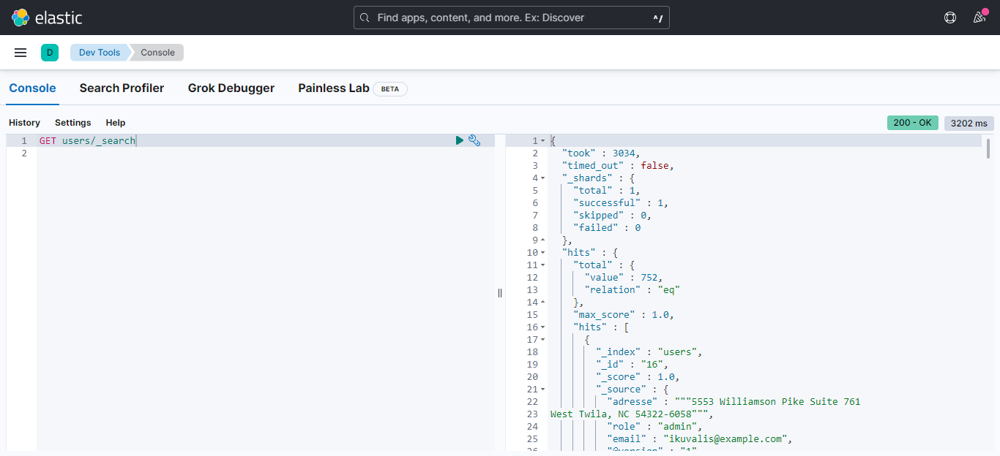 elastic
Find apps, content, and more. Ex: Discover
^/
D
Dev Tools
Console
Console
Search Profiler
Grok Debugger
Painless Lab
BETA
History
Settings
Help
200 - OK
3202 ms
1 GET users/_search
2
1 {
2 "took" : 3034,
3 "timed_out" : false,
4 "_shards" : {
5 "total" : 1,
6 "successful" : 1,
7 "skipped" : 0,
8 "failed" : 0
9 },
10 "hits" : {
11 "total" : {
12 "value" : 752,
13 "relation" : "eq"
14 },
15 "max_score" : 1.0,
16 "hits" : [
17 {
18 "_index" : "users",
19 "_id" : "16",
20 "_score" : 1.0,
21 "_source" : {
22 "adresse" : """5553 Williamson Pike Suite 761
23 West Twila, NC 54322-6058""",
24 "role" : "admin",
25 "email" : "ikuvalis@example.com",
26 "@version" : "1"